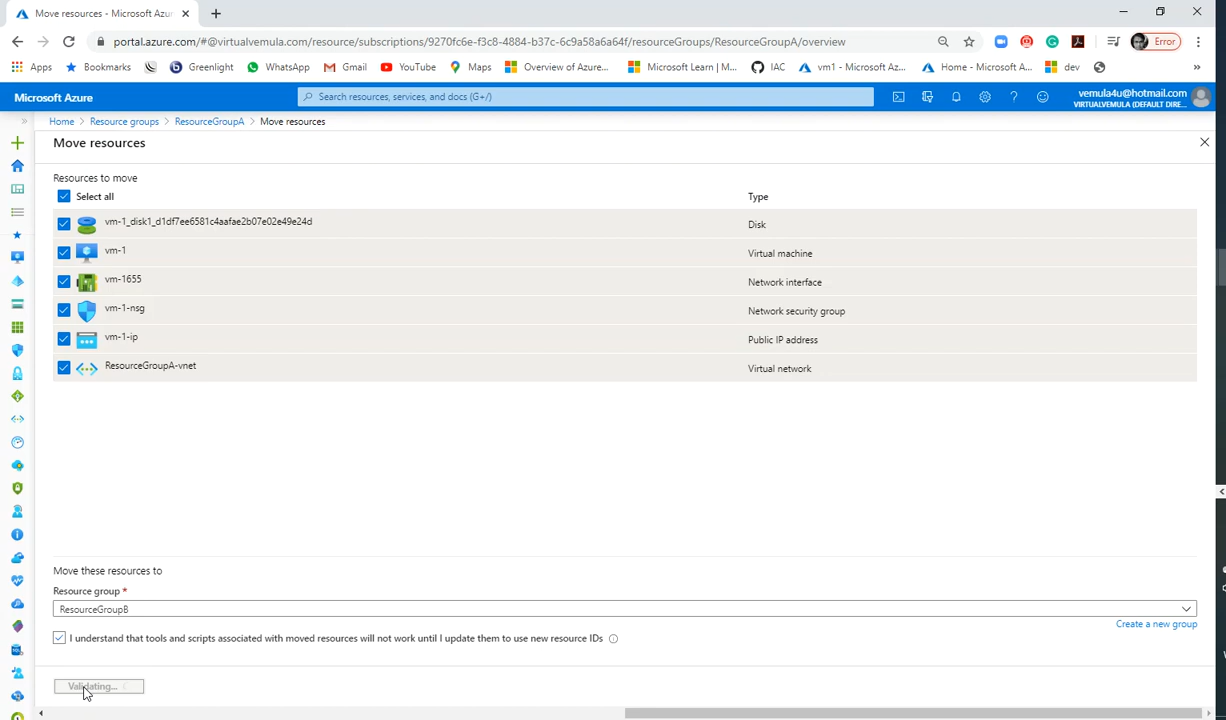 Move resources - Microsoft Azu
portal.azure.com/#@virtualvemula.com/resource/subscriptions/9270fc6e-f3c8-4884-b37c-6c9a58a6a64f/resourceGroups/ResourceGroupA/overview
Error
Apps Bookmarks Greenlight WhatsApp Gmail YouTube Maps Overview of Azure... Microsoft Learn | M... IAC vm1 - Microsoft Az... Home - Microsoft A... dev
Microsoft Azure
Search resources, services, and docs (G+/)
vemula4u@hotmail.com
VIRTUALVEMULA (DEFAULT DIRE...
Home > Resource groups > ResourceGroupA > Move resources
Move resources
Resources to move
Select all Type
vm-1_disk1_d1df7ee6581c4aafae2b07e02e49e24d Disk
vm-1 Virtual machine
vm-1655 Network interface
vm-1-nsg Network security group
vm-1-ip Public IP address
ResourceGroupA-vnet Virtual network
Move these resources to
Resource group *
ResourceGroupB
Create a new group
I understand that tools and scripts associated with moved resources will not work until I update them to use new resource IDs
Validating...